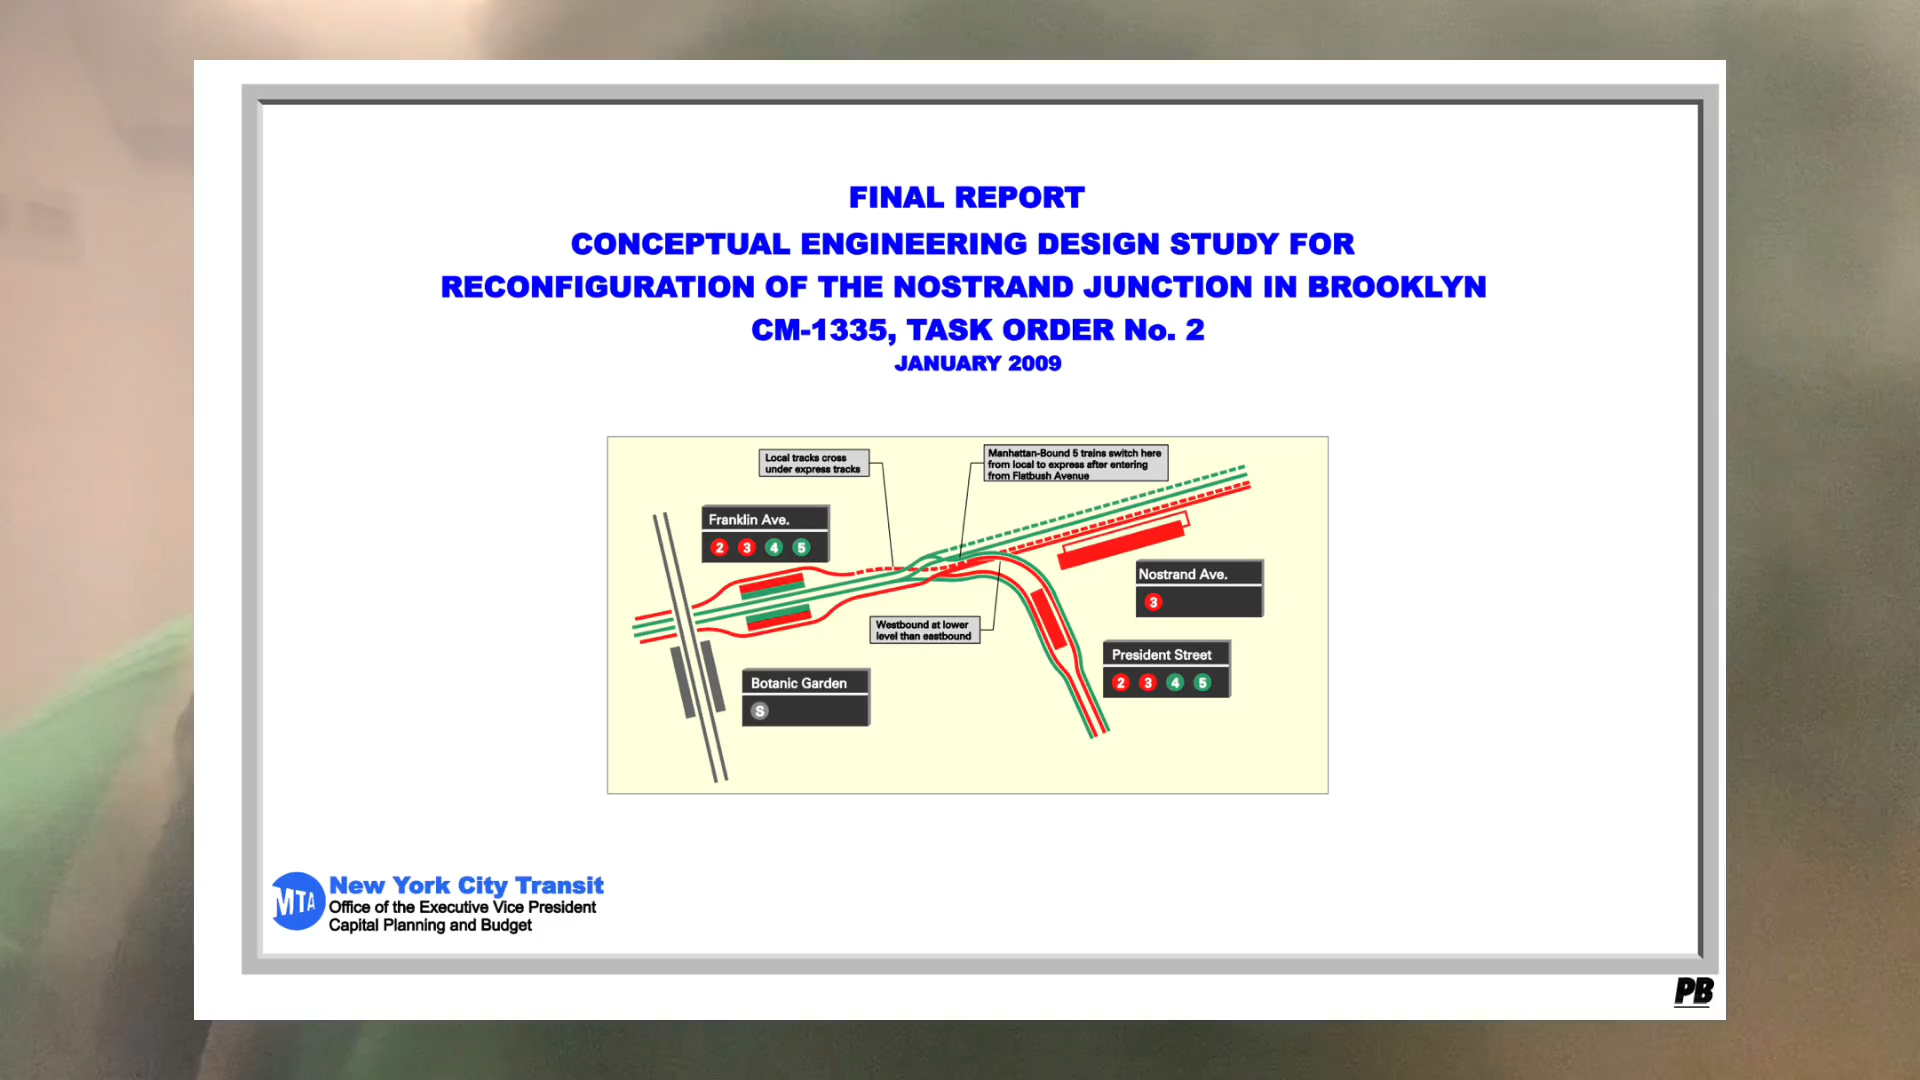 FINAL REPORT
CONCEPTUAL ENGINEERING DESIGN STUDY FOR
RECONFIGURATION OF THE NOSTRAND JUNCTION IN BROOKLYN
CM-1335, TASK ORDER No. 2
JANUARY 2009
Local tracks cross
under express tracks
Manhattan-Bound 5 trains switch here
from local to express after entering
from Flatbush Avenue
Franklin Ave.
2 3 4 5
Nostrand Ave.
3
Westbound at lower
level than eastbound
President Street
2 3 4 5
Botanic Garden
S
MTA
New York City Transit
Office of the Executive Vice President
Capital Planning and Budget
PB